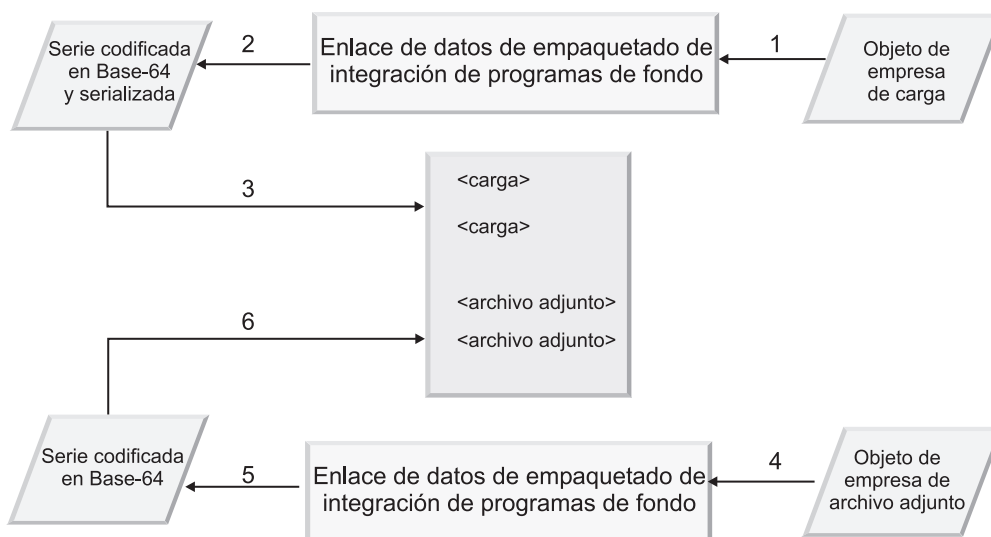 Serie codificada
en Base-64
y serializada
2
Enlace de datos de empaquetado de
integración de programas de fondo
1
Objeto de
empresa
de carga
3
<carga>
<carga>
<archivo adjunto>
<archivo adjunto>
6
Serie codificada
en Base-64
5
Enlace de datos de empaquetado de
integración de programas de fondo
4
Objeto de
empresa de
archivo adjunto